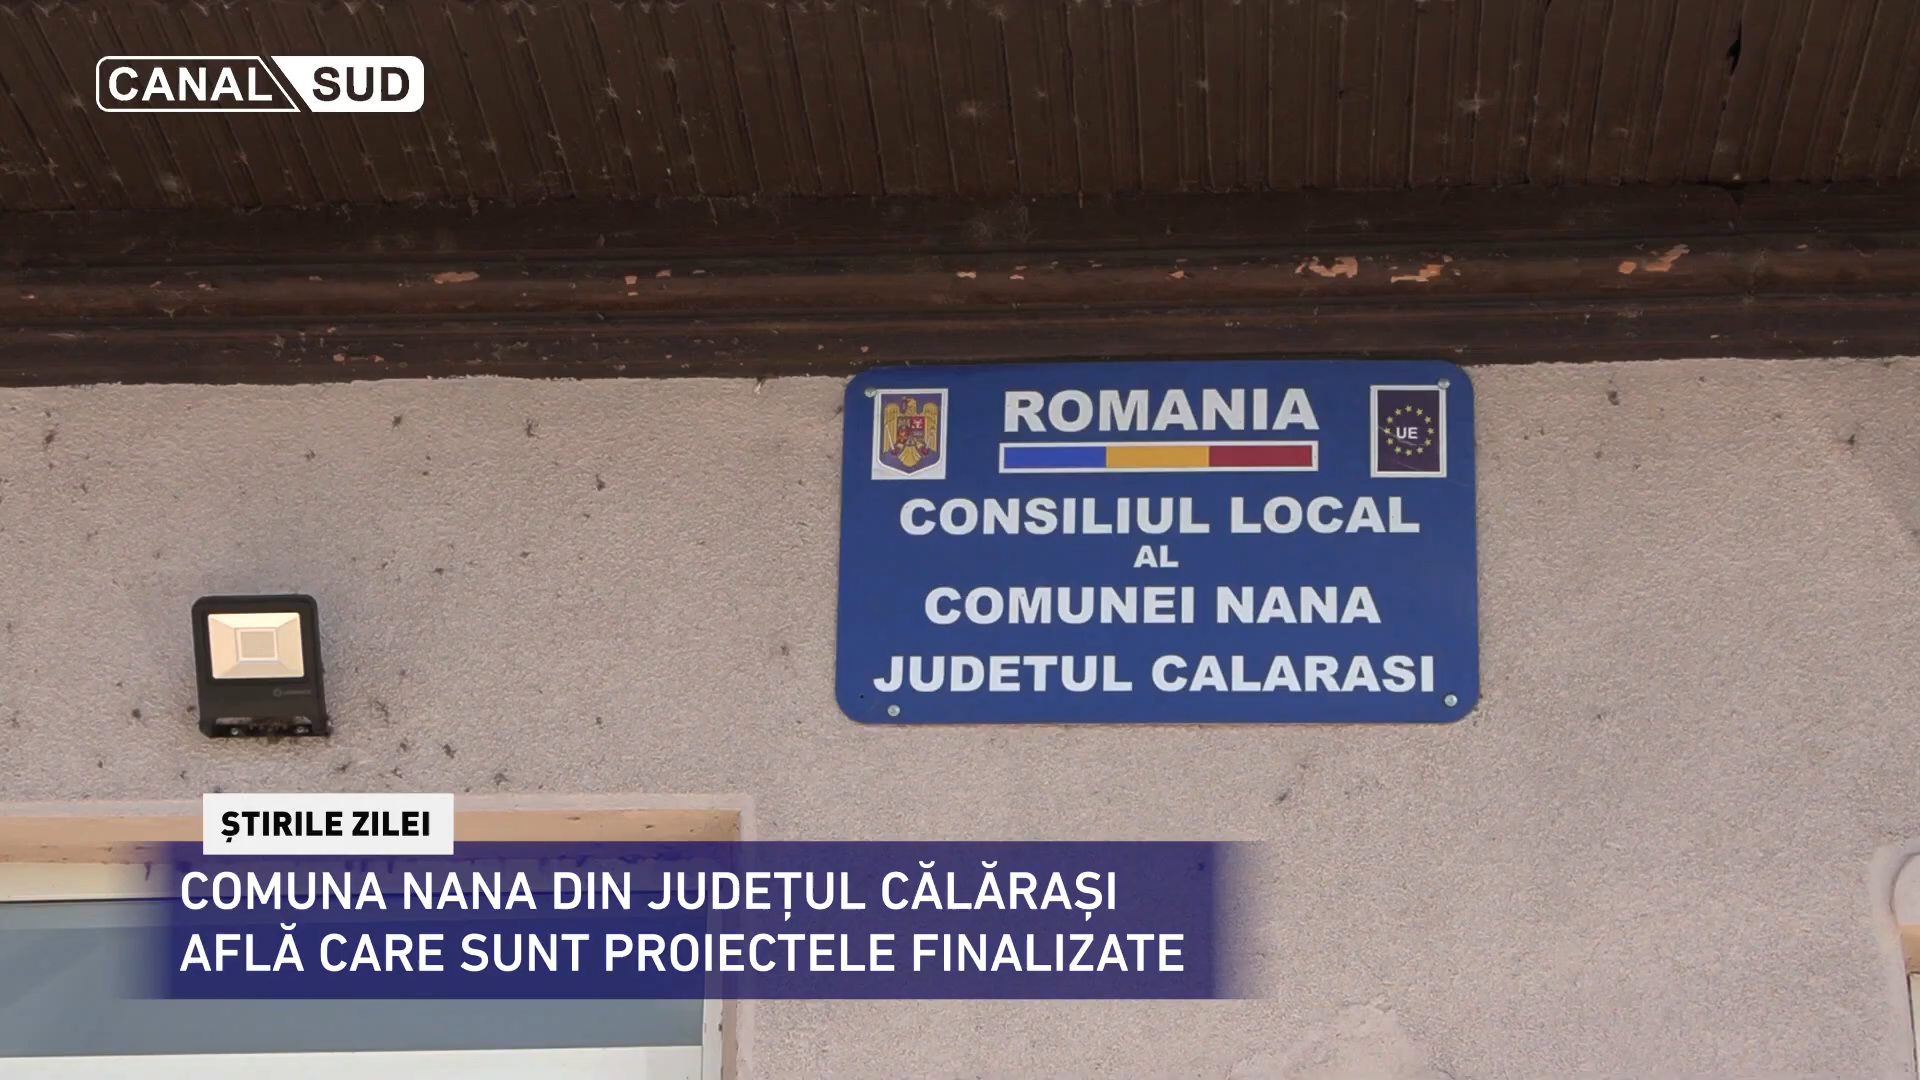 CANAL SUD
ROMANIA
UE
CONSILIUL LOCAL
AL
COMUNEI NANA
JUDETUL CALARASI
ȘTIRILE ZILEI
COMUNA NANA DIN JUDEȚUL CĂLĂRAȘI
AFLĂ CARE SUNT PROIECTELE FINALIZATE